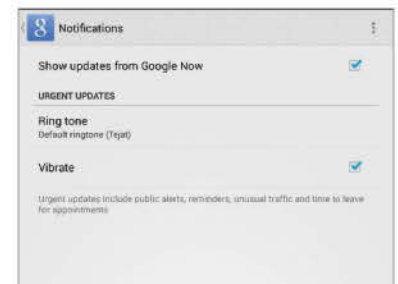 8 Notifications
Show updates from Google Now
URGENT UPDATES
Ring tone
Default ringtone (Tejat)
Vibrate
Urgent updates include public alerts, reminders, unusual traffic and time to leave
for appointments